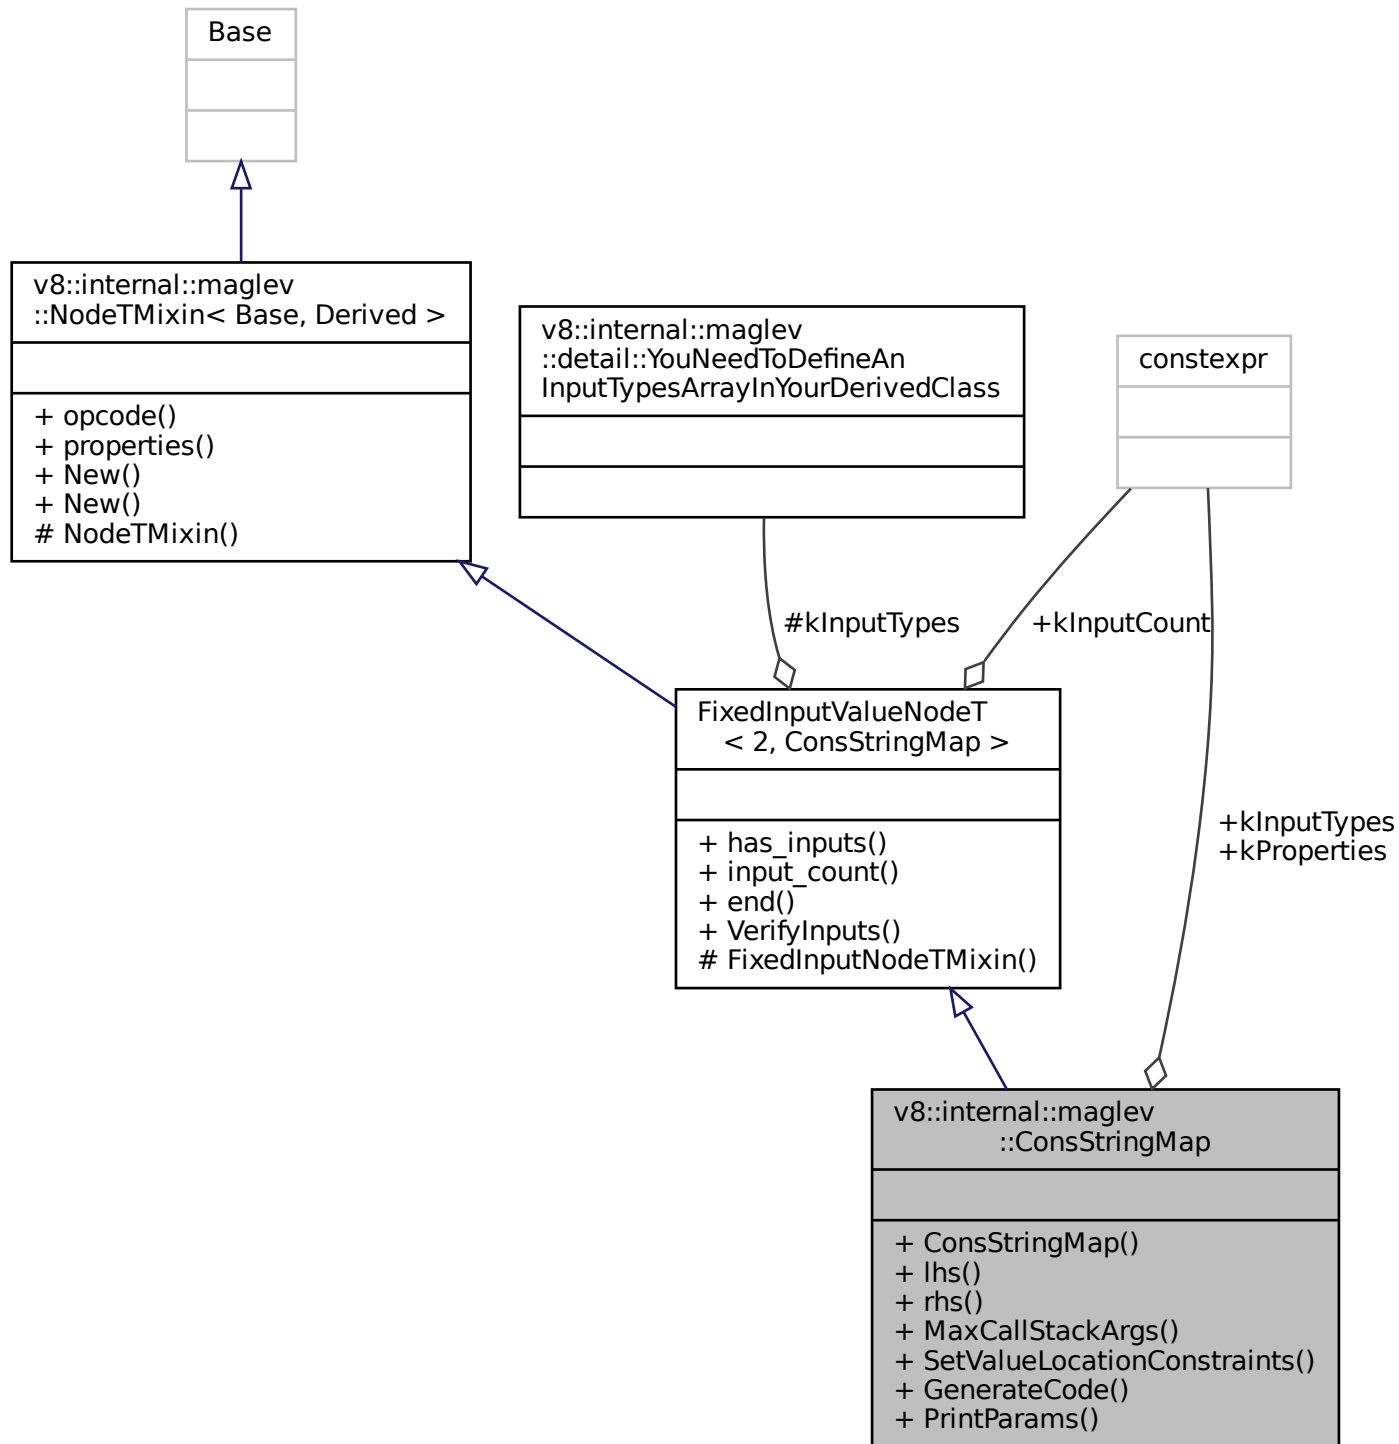 Base
v8::internal::maglev
::NodeTMixin< Base, Derived >
+ opcode()
+ properties()
+ New()
+ New()
# NodeTMixin()
v8::internal::maglev
::detail::YouNeedToDefineAn
InputTypesArrayInYourDerivedClass
constexpr
#kInputTypes
+kInputCount
FixedInputValueNodeT
< 2, ConsStringMap >
+ has_inputs()
+ input_count()
+ end()
+ VerifyInputs()
# FixedInputNodeTMixin()
+kInputTypes
+kProperties
v8::internal::maglev
::ConsStringMap
+ ConsStringMap()
+ lhs()
+ rhs()
+ MaxCallStackArgs()
+ SetValueLocationConstraints()
+ GenerateCode()
+ PrintParams()